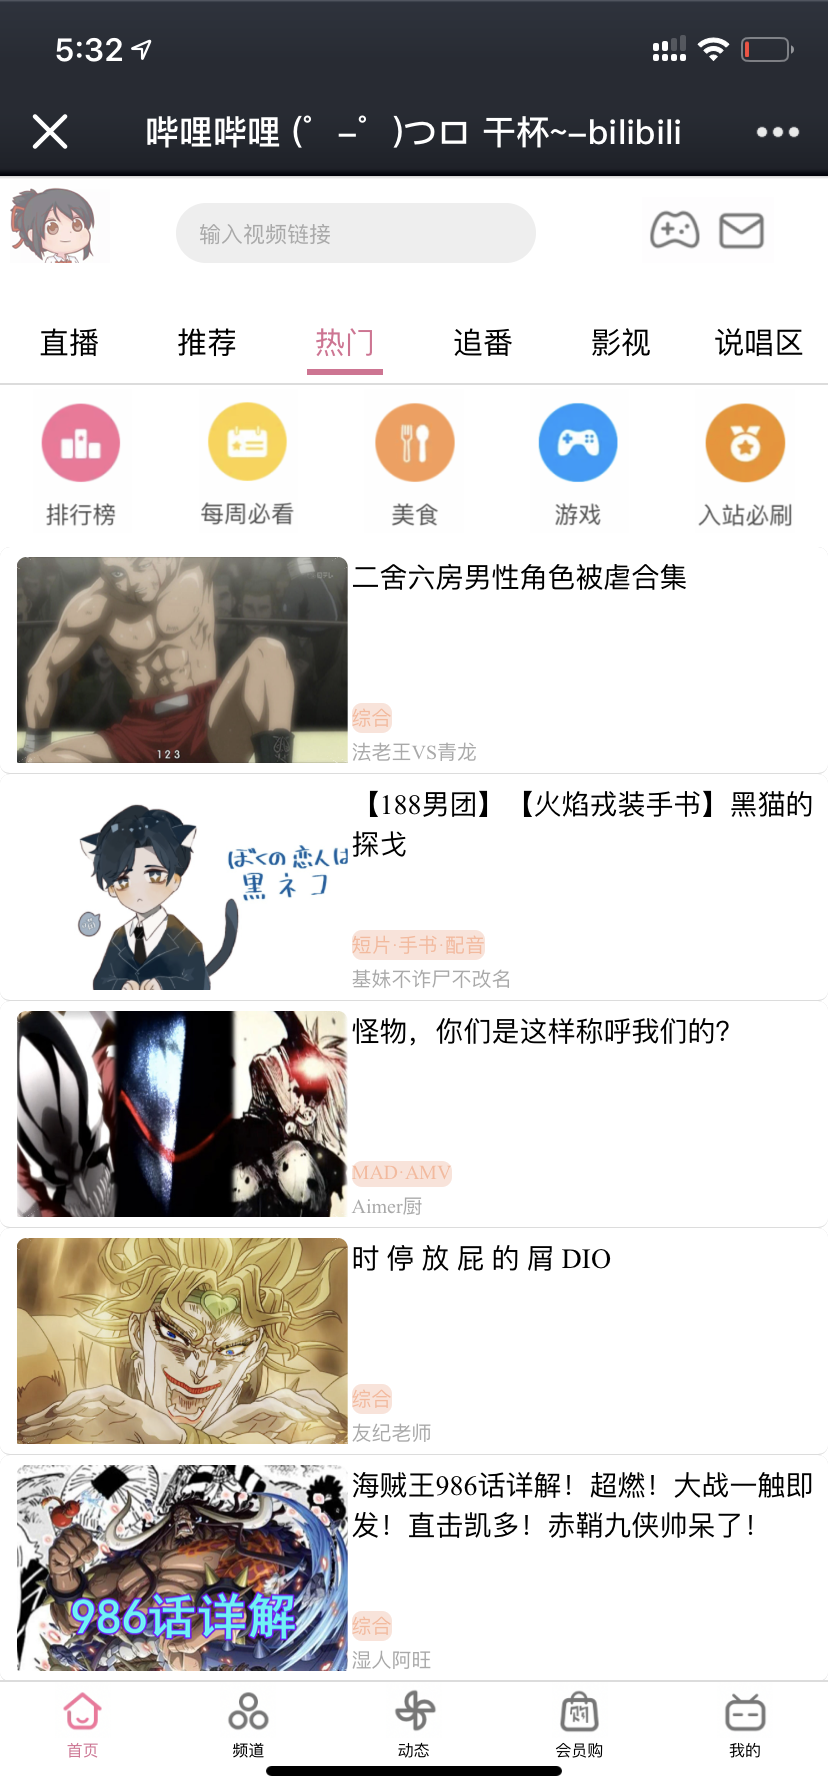 5:32
哔哩哔哩 (゜-゜)つロ 干杯~-bilibili
输入视频链接
直播 推荐 热门 追番 影视 说唱区
排行榜 每周必看 美食 游戏 入站必刷
二舍六房男性角色被虐合集
1 2 3
综合
法老王VS青龙
【188男团】【火焰戎装手书】黑猫的
探戈
ぼくの恋人は
黒ネコ
短片·手书·配音
基妹不诈尸不改名
怪物，你们是这样称呼我们的？
MAD·AMV
Aimer厨
时 停 放 屁 的 屑 DIO
综合
友纪老师
海贼王986话详解！超燃！大战一触即
发！直击凯多！赤鞘九侠帅呆了！
986话详解
综合
湿人阿旺
购
首页 频道 动态 会员购 我的